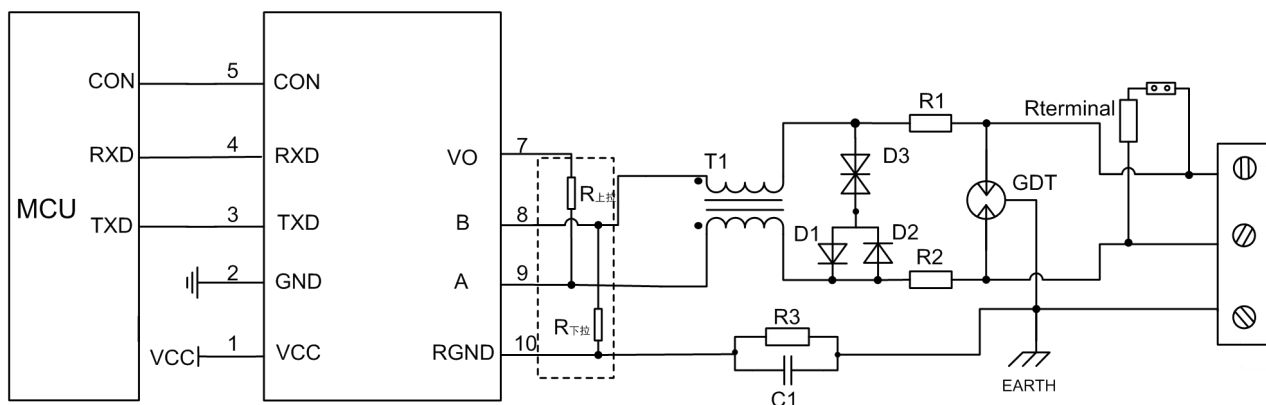 MCU
CON
RXD
TXD
5
4
3
2
1
CON
RXD
TXD
GND
VCC
VCC
VO
B
A
RGND
7
8
9
10
R上拉
R下拉
T1
D3
D1
D2
R1
R2
GDT
Rterminal
R3
C1
EARTH